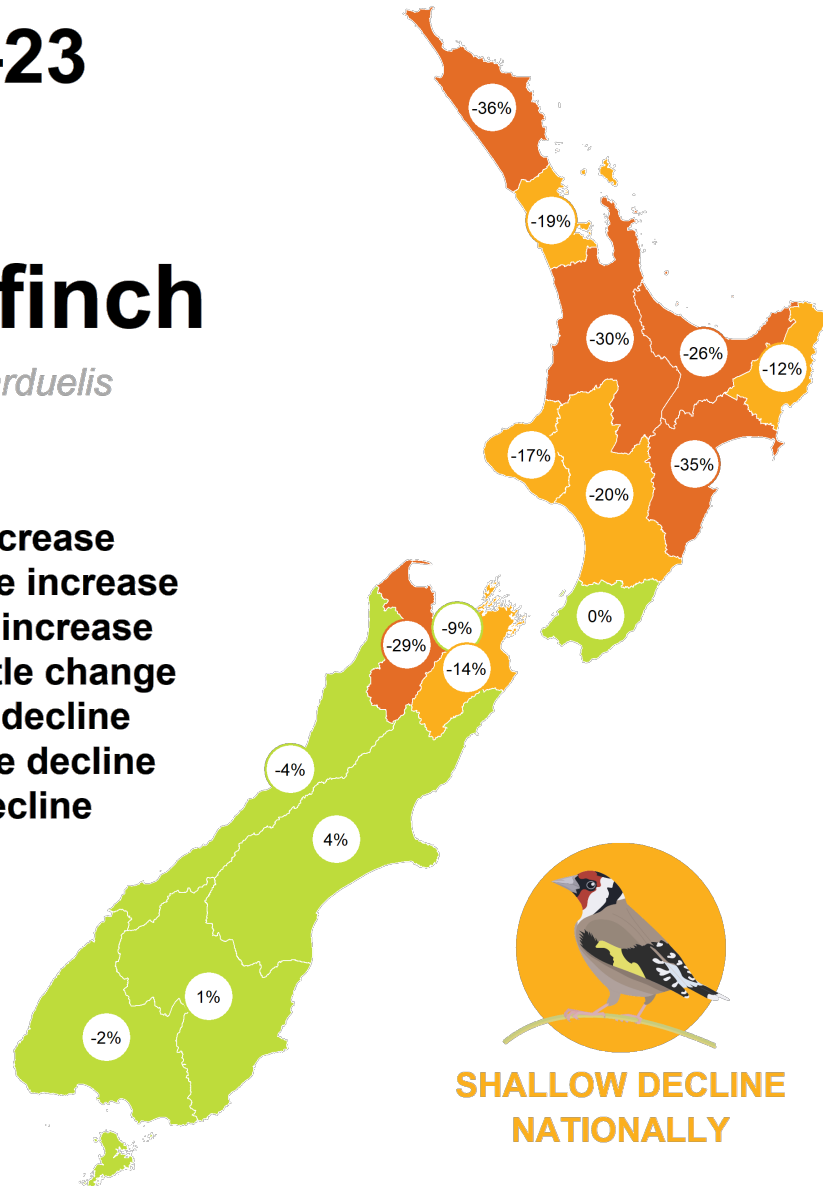 -23
finch
rduelis
crease
e increase
increase
tle change
decline
e decline
ecline
-36%
-19%
-30%
-26%
-12%
-17%
-35%
-20%
0%
-9%
-29%
-14%
-4%
4%
1%
-2%
SHALLOW DECLINE
NATIONALLY